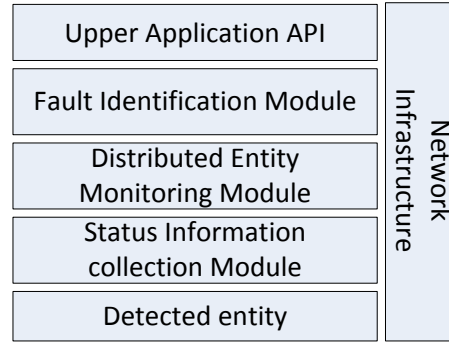 Upper Application API
Fault Identification Module
Distributed Entity
Monitoring Module
Status Information
collection Module
Detected entity
Network
Infrastructure